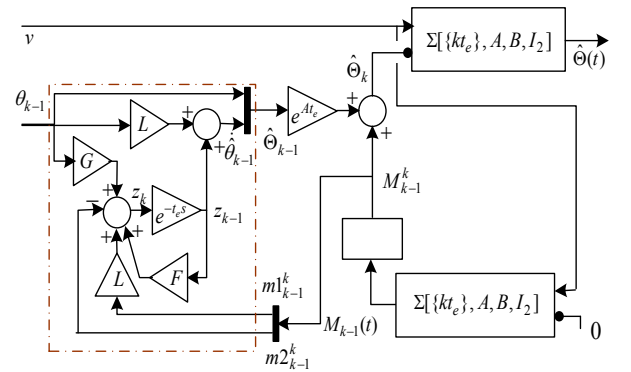 v
Σ[{kt_e}, A, B, I_2]
Θ̂(t)
Θ̂_k
θ_{k-1}
L
+
+
e^{At_e}
+
+
θ̇̂_{k-1}
Θ̂_{k-1}
G
+
−
z_k
e^{-t_e s}
z_{k-1}
M^k_{k-1}
+
+
L
F
m1^k_{k-1}
M_{k-1}(t)
Σ[{kt_e}, A, B, I_2]
0
m2^k_{k-1}